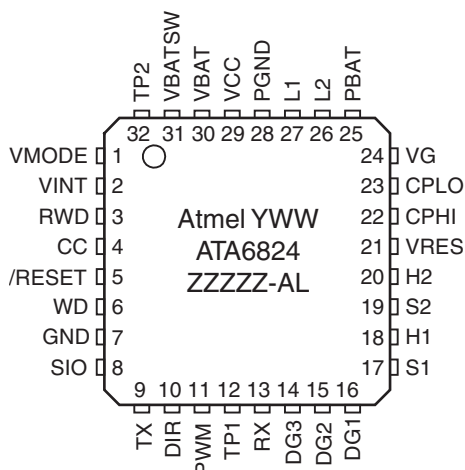 TP2 VBATSW VBAT VCC PGND L1 L2 PBAT
32 31 30 29 28 27 26 25
VMODE 1 24 VG
VINT 2 23 CPLO
RWD 3 22 CPHI
CC 4 21 VRES
/RESET 5 20 H2
WD 6 19 S2
GND 7 18 H1
SIO 8 17 S1
Atmel YWW
ATA6824
ZZZZZ-AL
9 10 11 12 13 14 15 16
TX DIR PWM TP1 RX DG3 DG2 DG1